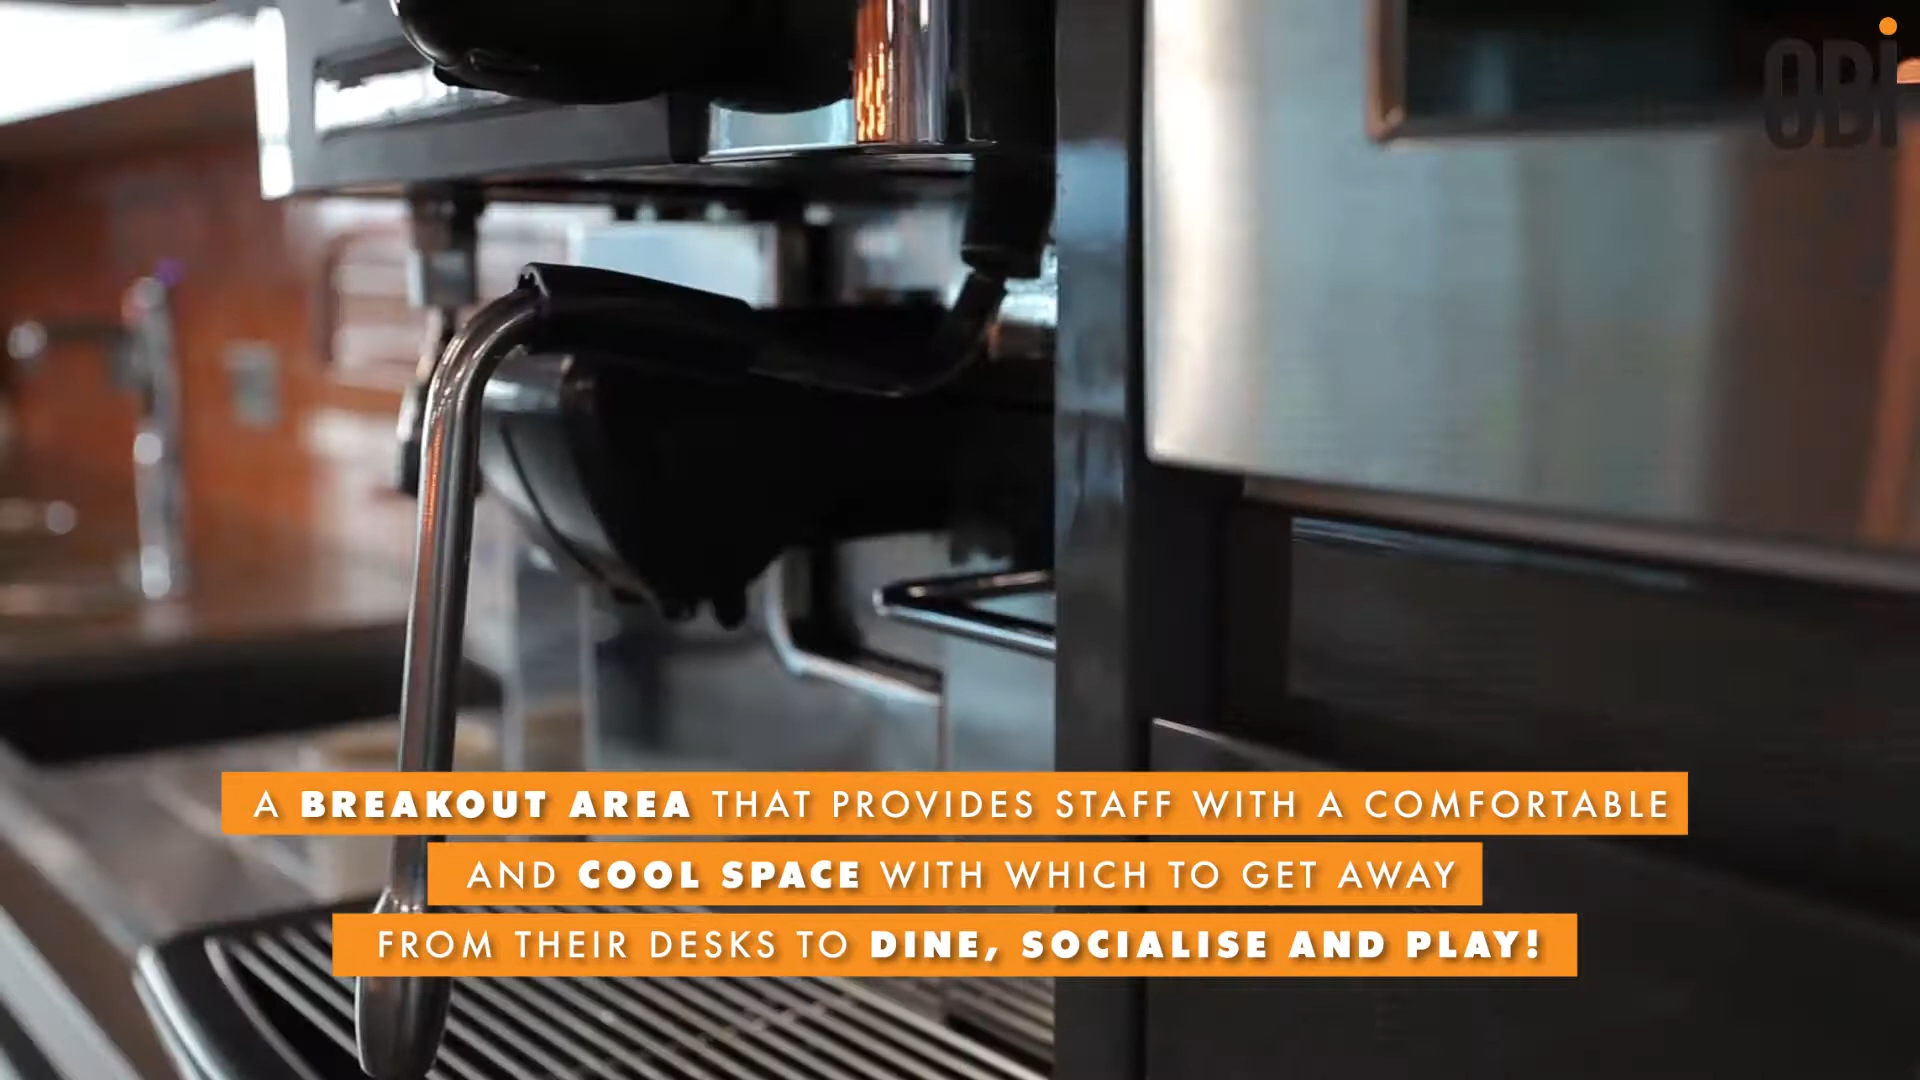 OBi
A BREAKOUT AREA THAT PROVIDES STAFF WITH A COMFORTABLE
AND COOL SPACE WITH WHICH TO GET AWAY
FROM THEIR DESKS TO DINE, SOCIALISE AND PLAY!